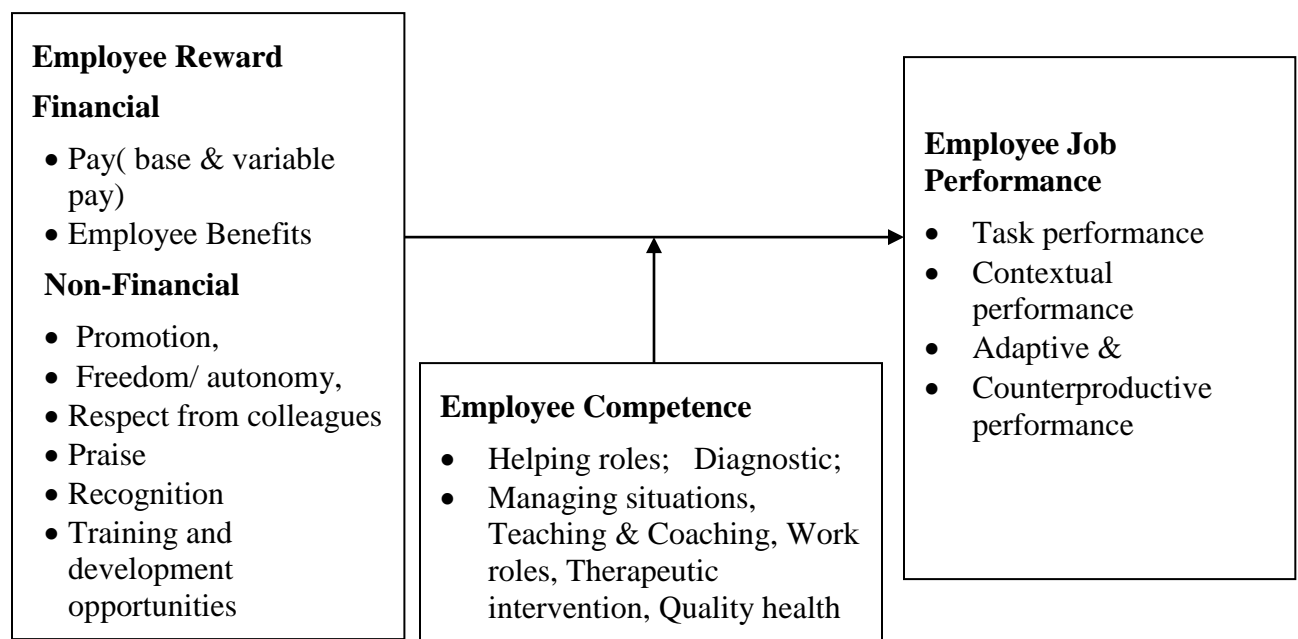 Employee Reward
Financial
• Pay( base & variable
pay)
• Employee Benefits
Non-Financial
• Promotion,
• Freedom/ autonomy,
• Respect from colleagues
• Praise
• Recognition
• Training and
development
opportunities
Employee Competence
• Helping roles; Diagnostic;
• Managing situations,
Teaching & Coaching, Work
roles, Therapeutic
intervention, Quality health
Employee Job
Performance
• Task performance
• Contextual
performance
• Adaptive &
• Counterproductive
performance